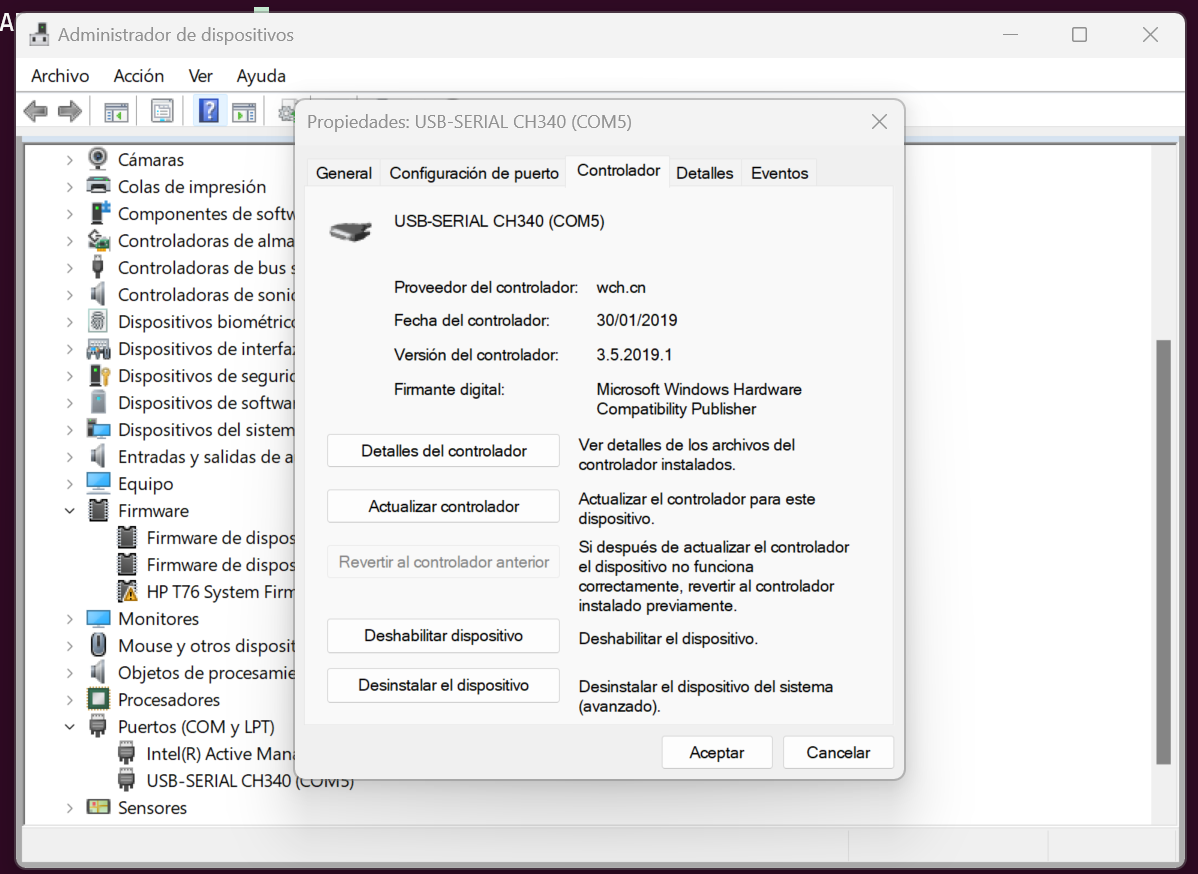 A
Administrador de dispositivos
Archivo Acción Ver Ayuda
Propiedades: USB-SERIAL CH340 (COM5)
General Configuración de puerto Controlador Detalles Eventos
USB-SERIAL CH340 (COM5)
Proveedor del controlador: wch.cn
Fecha del controlador: 30/01/2019
Versión del controlador: 3.5.2019.1
Firmante digital: Microsoft Windows Hardware
Compatibility Publisher
Detalles del controlador
Ver detalles de los archivos del
controlador instalados.
Actualizar controlador
Actualizar el controlador para este
dispositivo.
Revertir al controlador anterior
Si después de actualizar el controlador
el dispositivo no funciona
correctamente, revertir al controlador
instalado previamente.
Deshabilitar dispositivo
Deshabilitar el dispositivo.
Desinstalar el dispositivo
Desinstalar el dispositivo del sistema
(avanzado).
Aceptar Cancelar
Cámaras
Colas de impresión
Componentes de softw
Controladoras de alma
Controladoras de bus s
Controladoras de sonid
Dispositivos biométrico
Dispositivos de interfaz
Dispositivos de segurid
Dispositivos de softwar
Dispositivos del sistem
Entradas y salidas de a
Equipo
Firmware
Firmware de dispos
Firmware de dispos
HP T76 System Firm
Monitores
Mouse y otros disposit
Objetos de procesamie
Procesadores
Puertos (COM y LPT)
Intel(R) Active Mana
USB-SERIAL CH340 (COM5)
Sensores